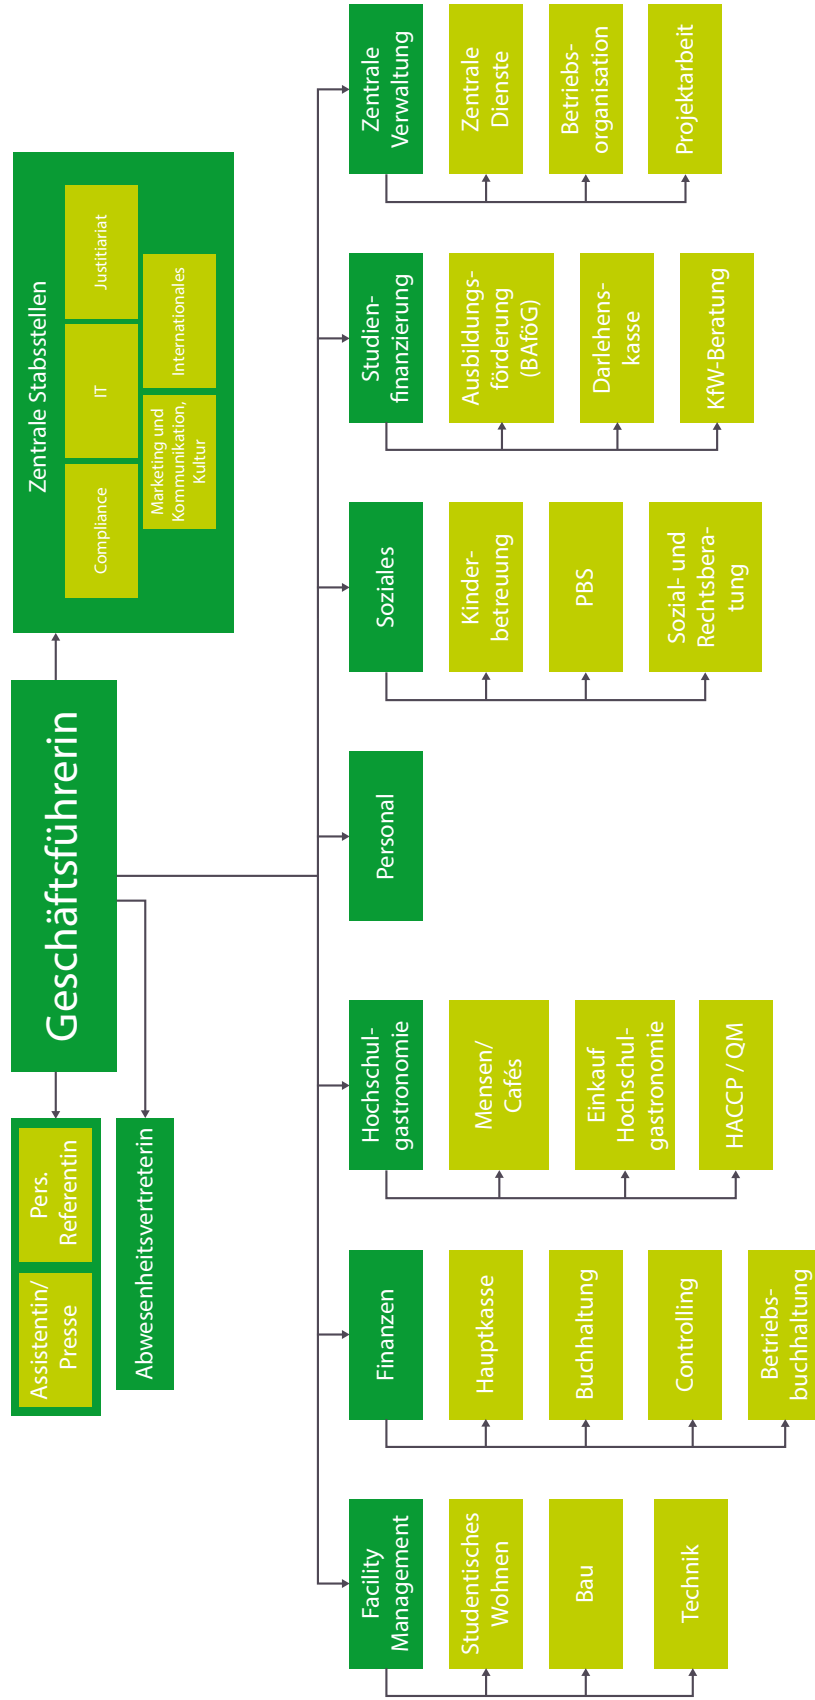 Assistentin/
Presse
Pers.
Referentin
Abwesenheitsvertreterin
Geschäftsführerin
Zentrale Stabsstellen
Compliance
IT
Justitiariat
Marketing und
Kommunikation,
Kultur
Internationales
Facility
Management
Studentisches
Wohnen
Bau
Technik
Finanzen
Hauptkasse
Buchhaltung
Controlling
Betriebs-
buchhaltung
Hochschul-
gastronomie
Mensen/
Cafés
Einkauf
Hochschul-
gastronomie
HACCP / QM
Personal
Soziales
Kinder-
betreuung
PBS
Sozial- und
Rechtsbera-
tung
Studien-
finanzierung
Ausbildungs-
förderung
(BAföG)
Darlehens-
kasse
KfW-Beratung
Zentrale
Verwaltung
Zentrale
Dienste
Betriebs-
organisation
Projektarbeit